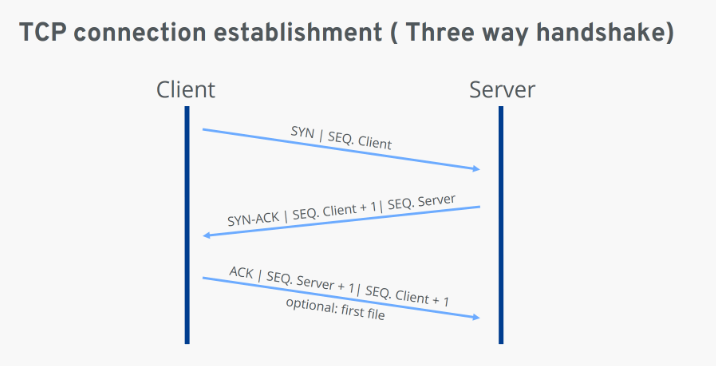 TCP connection establishment ( Three way handshake)
Client
Server
SYN | SEQ. Client
SYN-ACK | SEQ. Client + 1| SEQ. Server
ACK | SEQ. Server + 1| SEQ. Client + 1
optional: first file